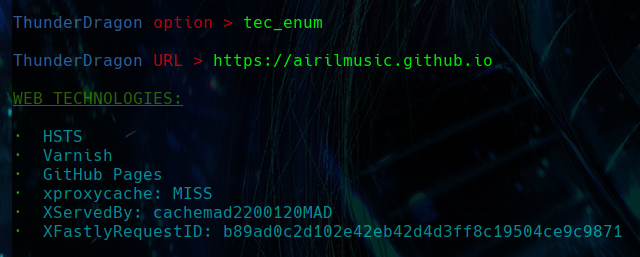 ThunderDragon option > tec_enum
ThunderDragon URL > https://airilmusic.github.io
WEB TECHNOLOGIES:
· HSTS
· Varnish
· GitHub Pages
· xproxycache: MISS
· XServedBy: cachemad2200120MAD
· XFastlyRequestID: b89ad0c2d102e42eb42d4d3ff8c19504ce9c9871